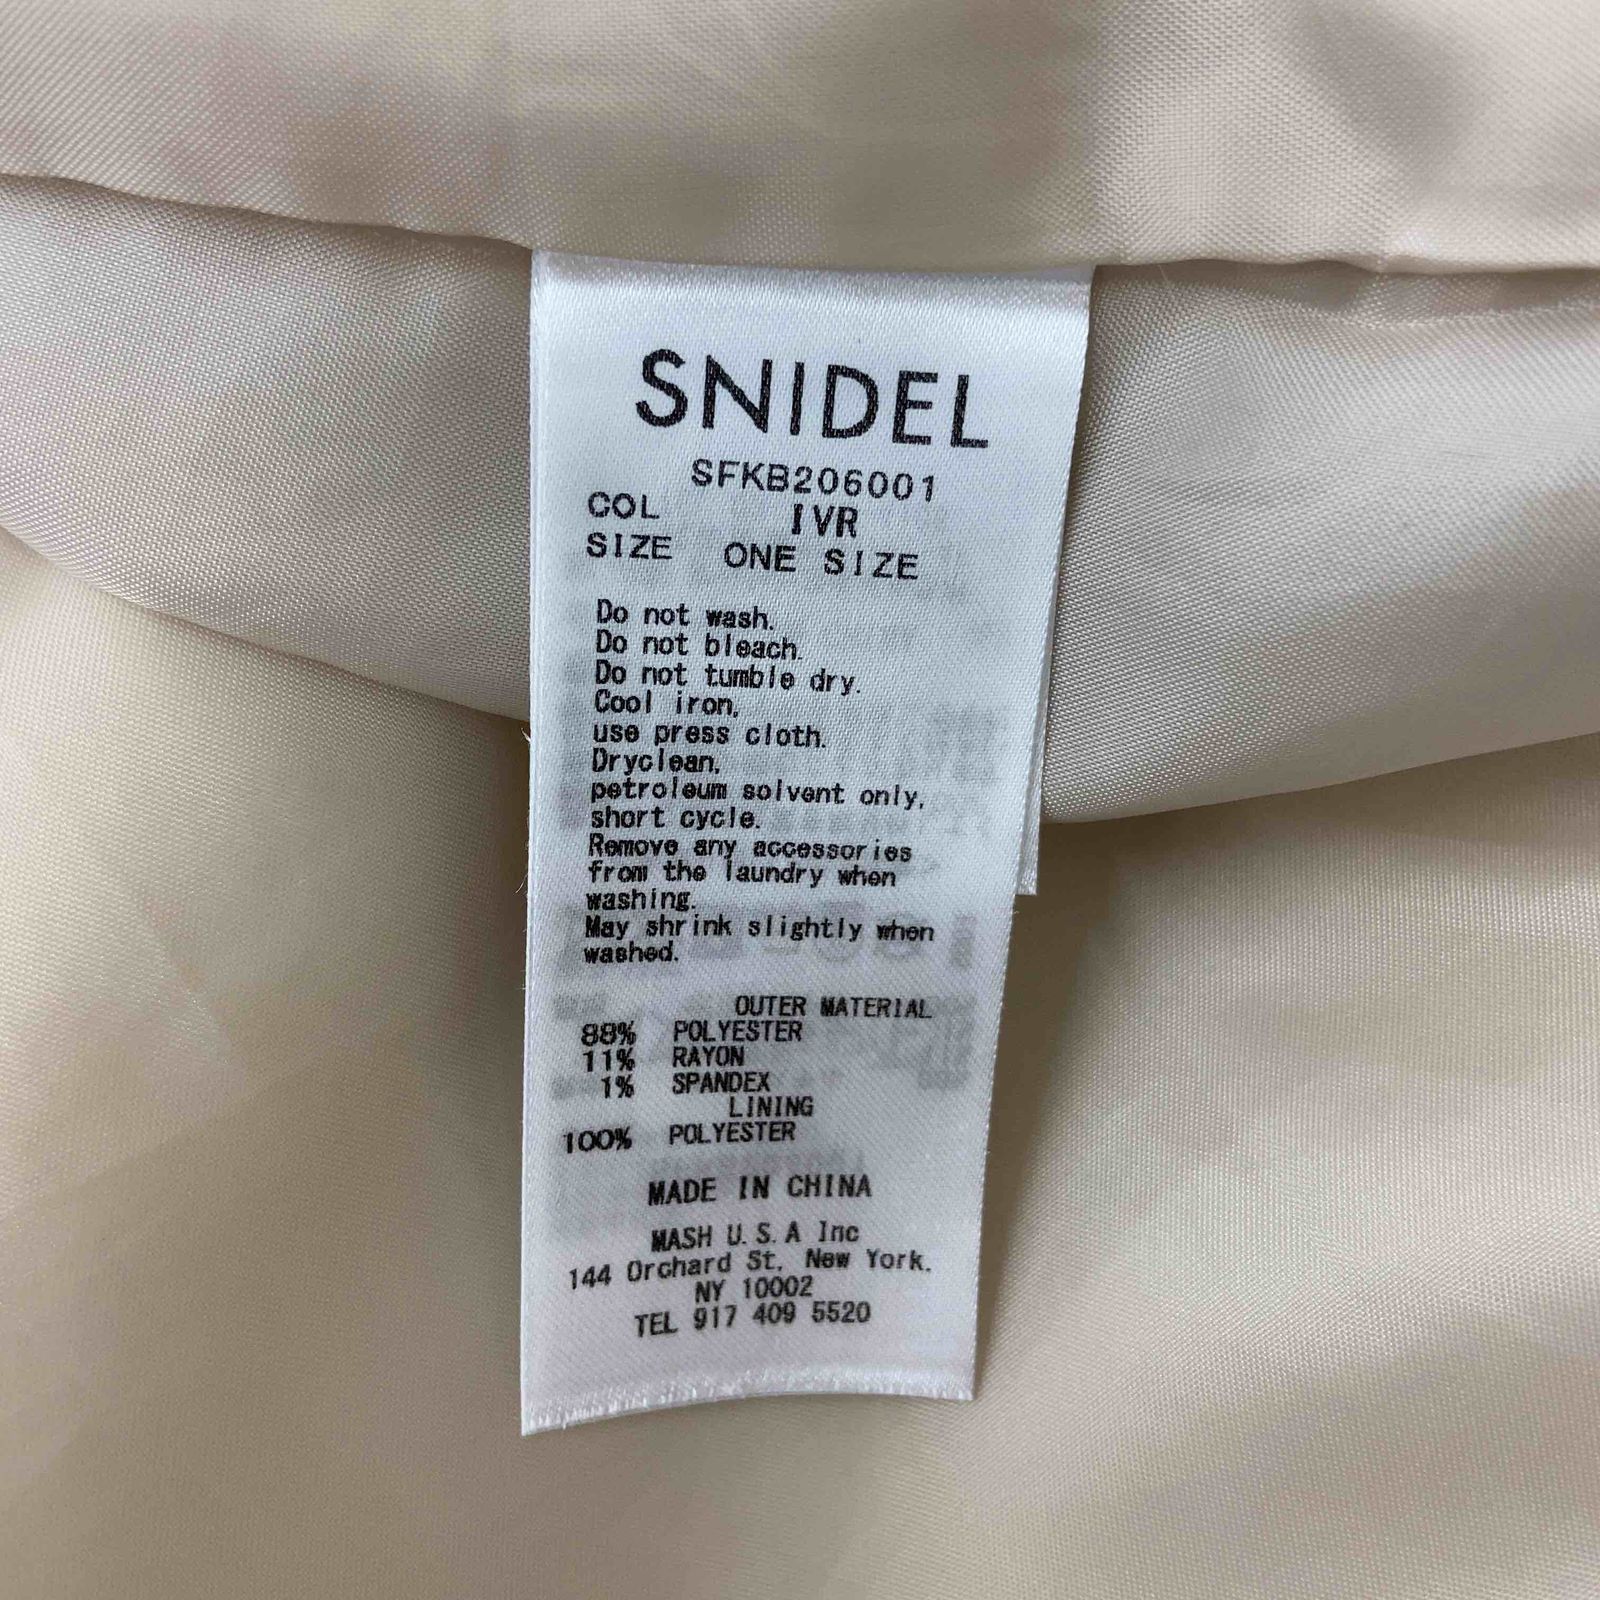 SNIDEL
SFKB206001
COL IVR
SIZE ONE SIZE
Do not wash.
Do not bleach.
Do not tumble dry.
Cool iron,
use press cloth.
Dryclean,
petroleum solvent only,
short cycle.
Remove any accessories
from the laundry when
washing.
May shrink slightly when
washed.
OUTER MATERIAL
88% POLYESTER
11% RAYON
1% SPANDEX
LINING
100% POLYESTER
MADE IN CHINA
MASH U.S.A Inc
144 Orchard St, New York.
NY 10002
TEL 917 409 5520